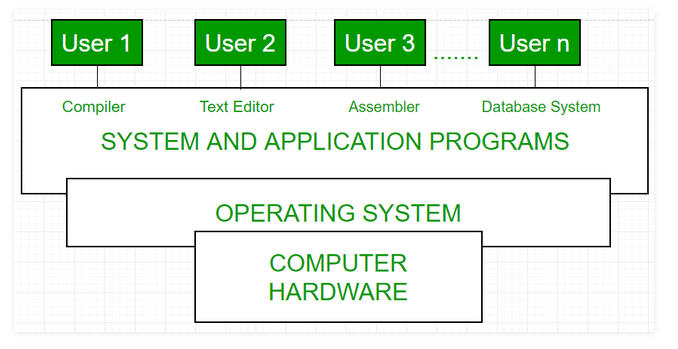 User 1 User 2 User 3 ....... User n
Compiler Text Editor Assembler Database System
SYSTEM AND APPLICATION PROGRAMS
OPERATING SYSTEM
COMPUTER
HARDWARE